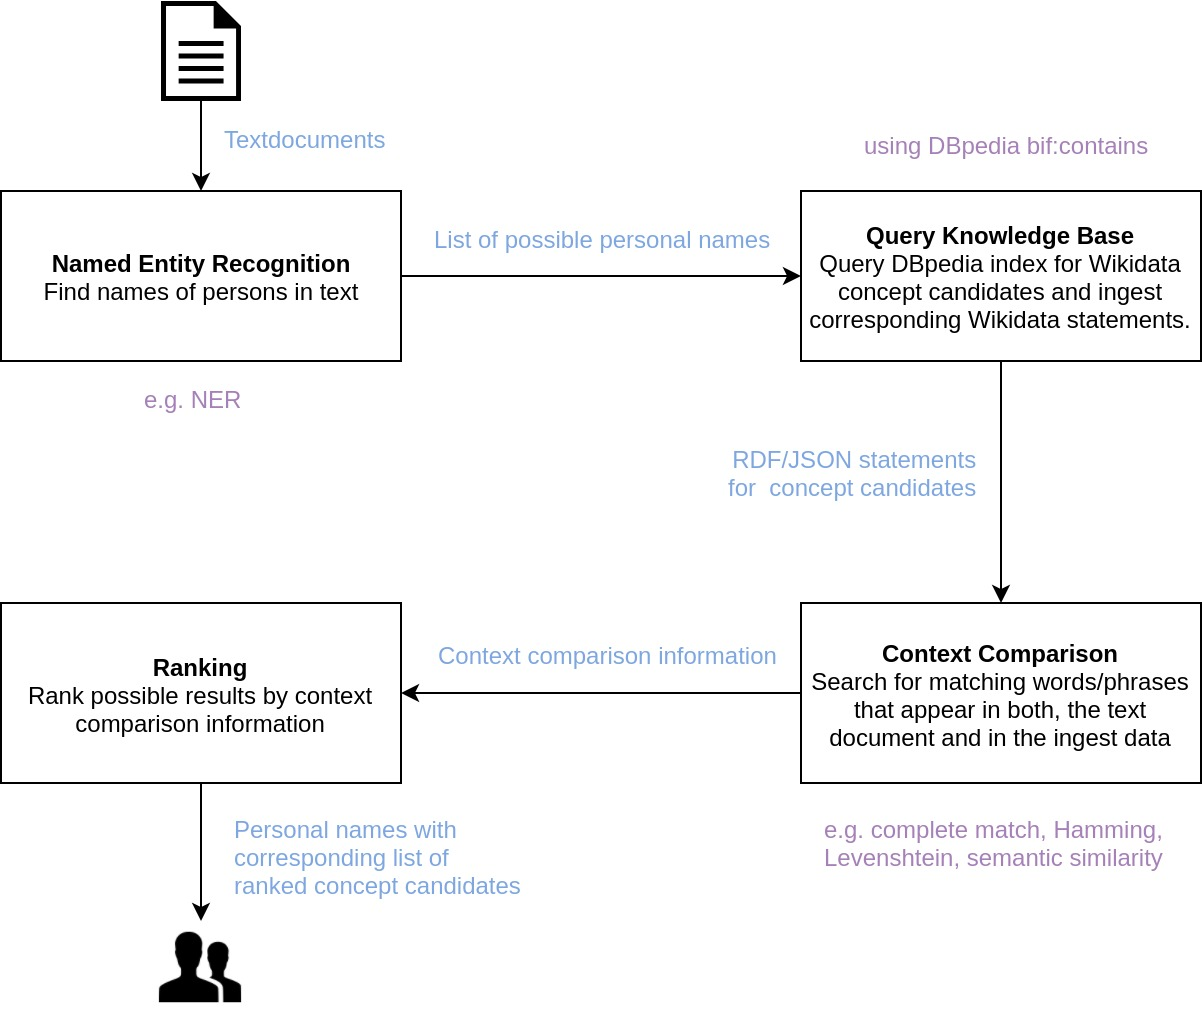 Textdocuments
using DBpedia bif:contains
Named Entity Recognition
Find names of persons in text
e.g. NER
List of possible personal names
Query Knowledge Base
Query DBpedia index for Wikidata
concept candidates and ingest
corresponding Wikidata statements.
RDF/JSON statements
for  concept candidates
Context Comparison
Search for matching words/phrases
that appear in both, the text
document and in the ingest data
e.g. complete match, Hamming,
Levenshtein, semantic similarity
Context comparison information
Ranking
Rank possible results by context
comparison information
Personal names with
corresponding list of
ranked concept candidates